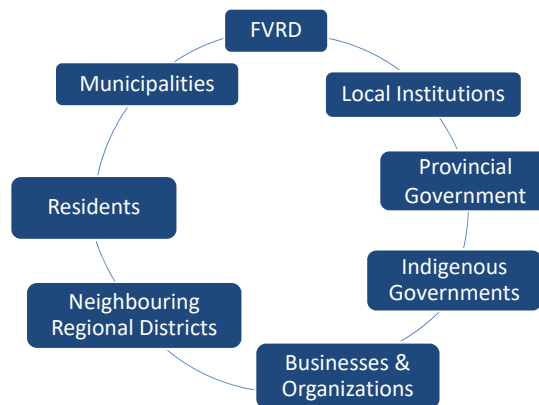 FVRD
Municipalities
Local Institutions
Provincial
Government
Residents
Indigenous
Governments
Neighbouring
Regional Districts
Businesses &
Organizations